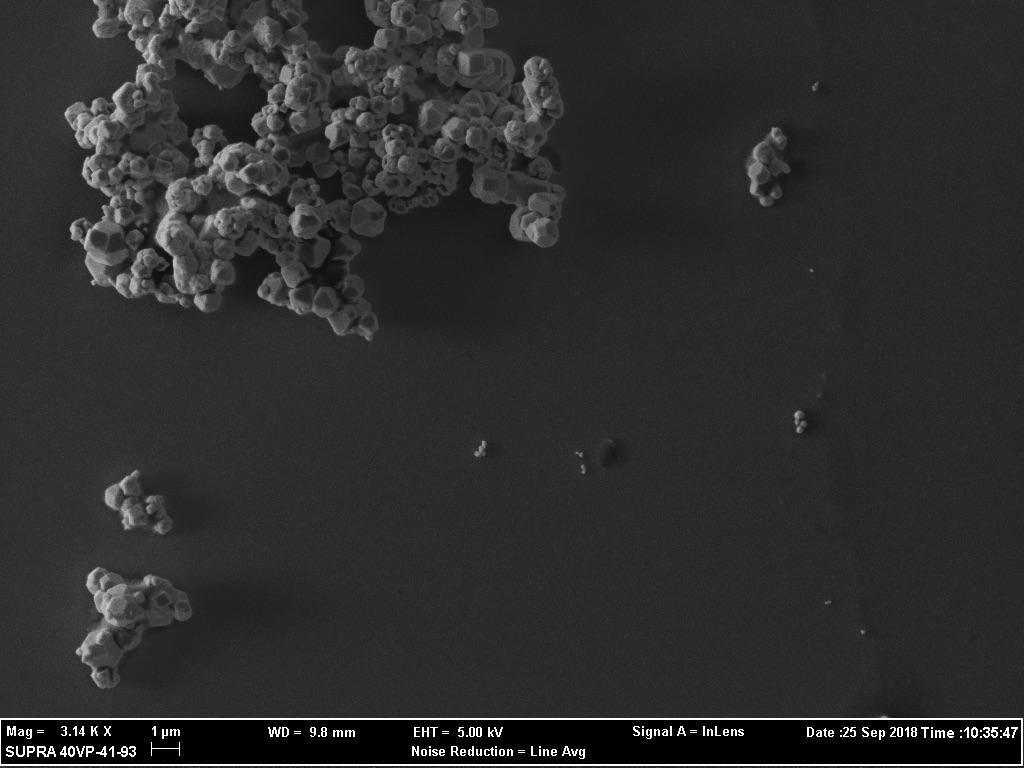 Mag = 3.14 K X 1 µm WD = 9.8 mm EHT = 5.00 kV Signal A = InLens Date :25 Sep 2018 Time :10:35:47
SUPRA 40VP-41-93 Noise Reduction = Line Avg